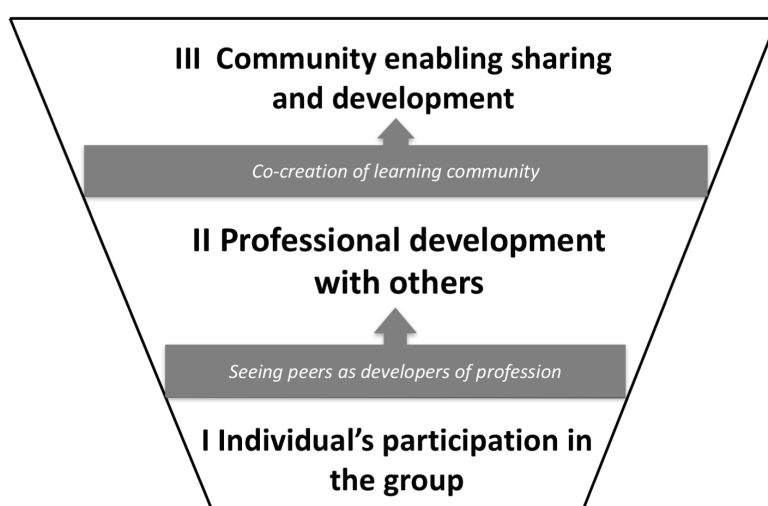 III Community enabling sharing
and development
Co-creation of learning community
II Professional development
with others
Seeing peers as developers of profession
I Individual's participation in
the group